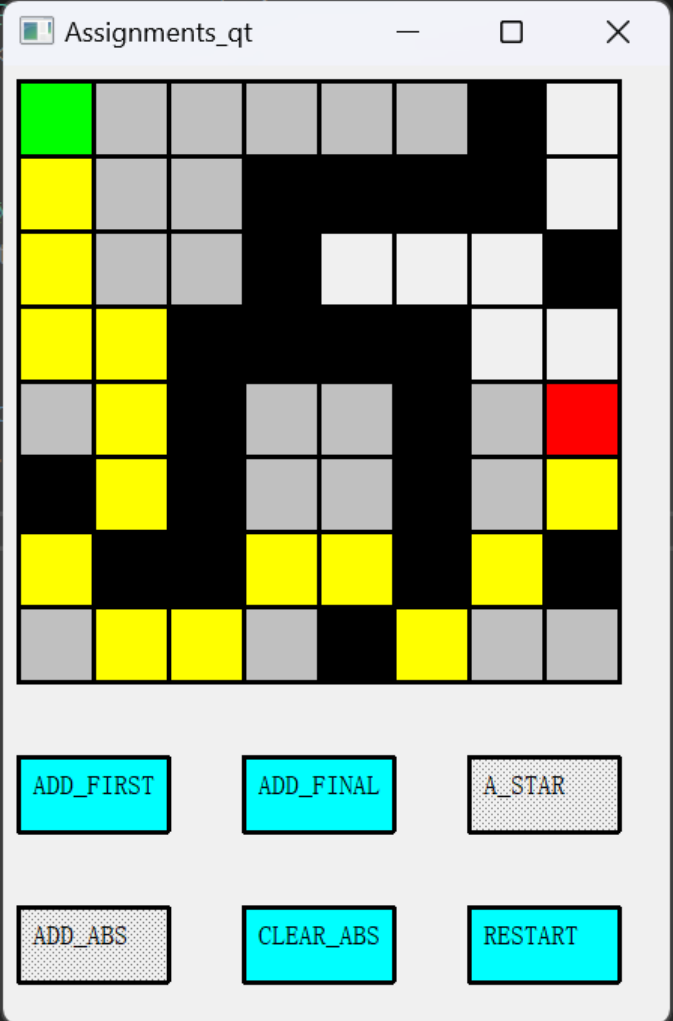 Assignments_qt
ADD_FIRST
ADD_FINAL
A_STAR
ADD_ABS
CLEAR_ABS
RESTART